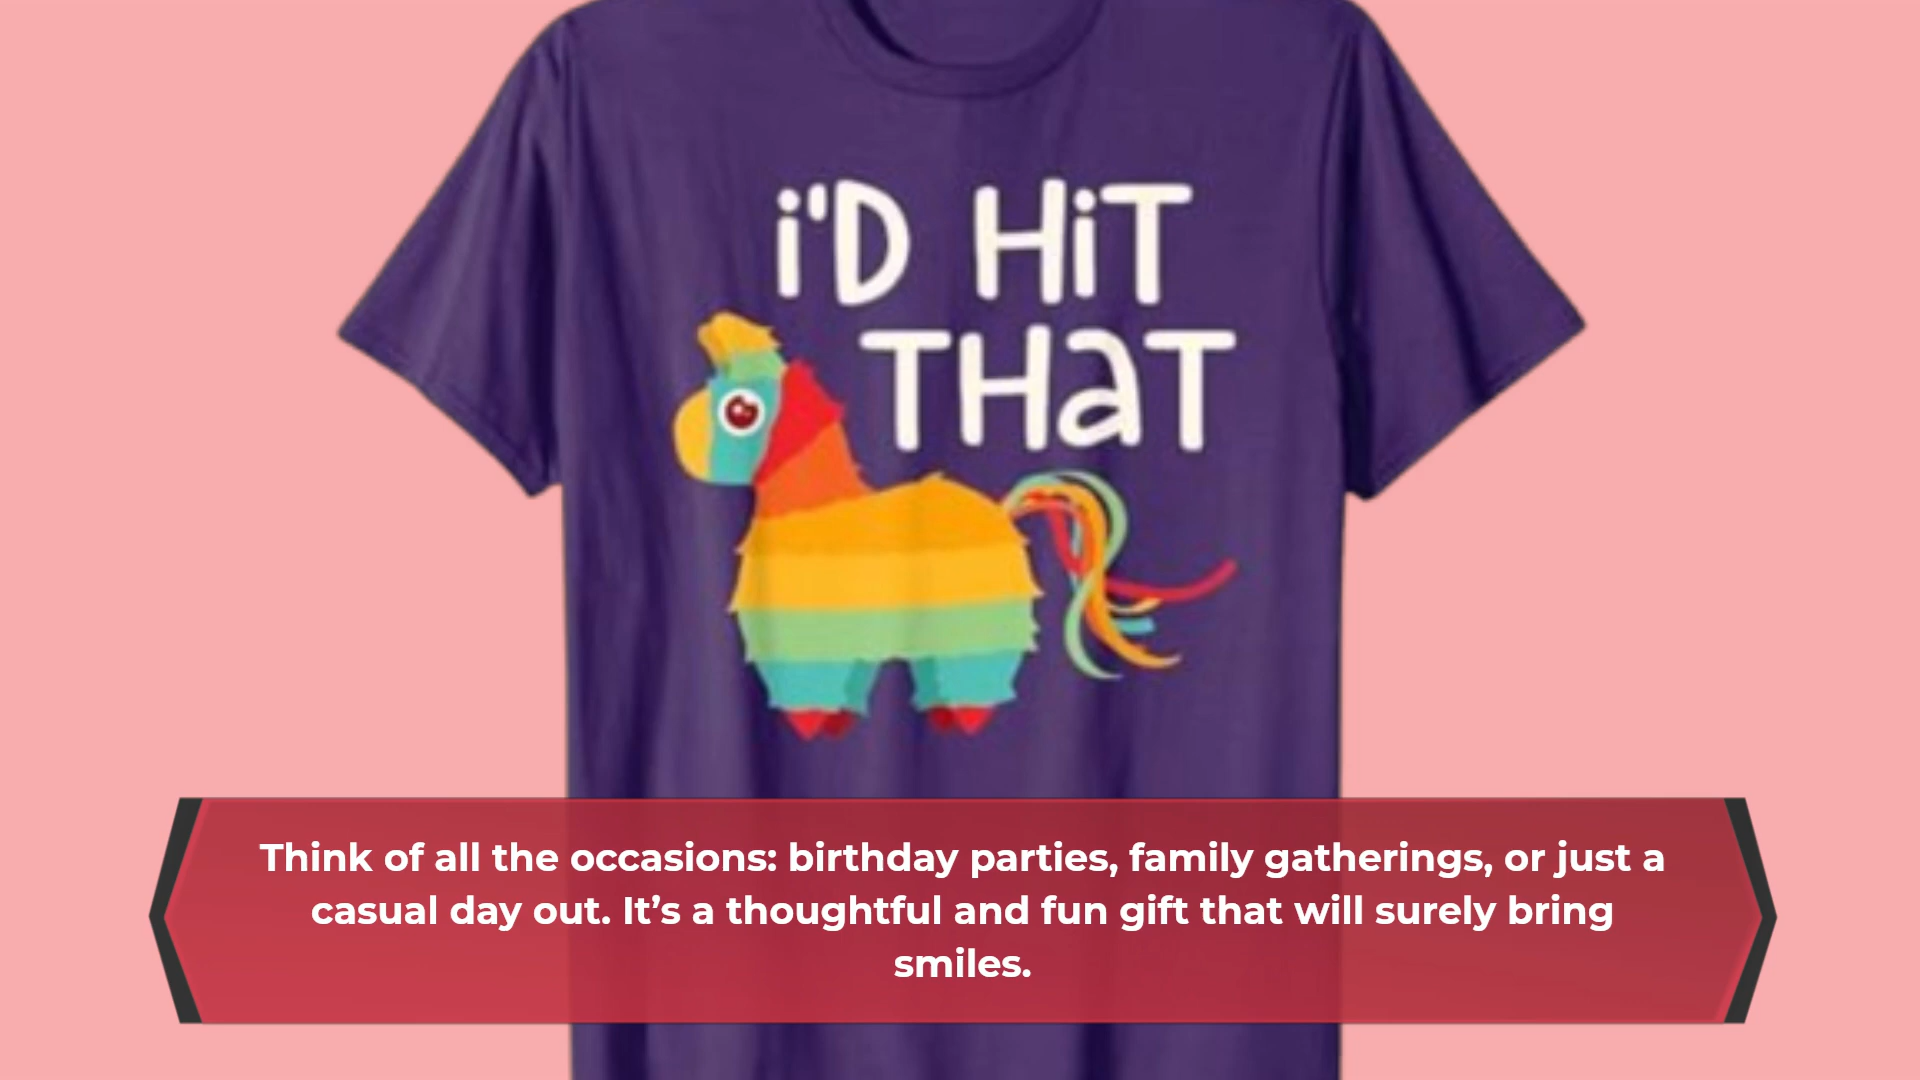 i'D HiT
THaT
Think of all the occasions: birthday parties, family gatherings, or just a
casual day out. It’s a thoughtful and fun gift that will surely bring
smiles.